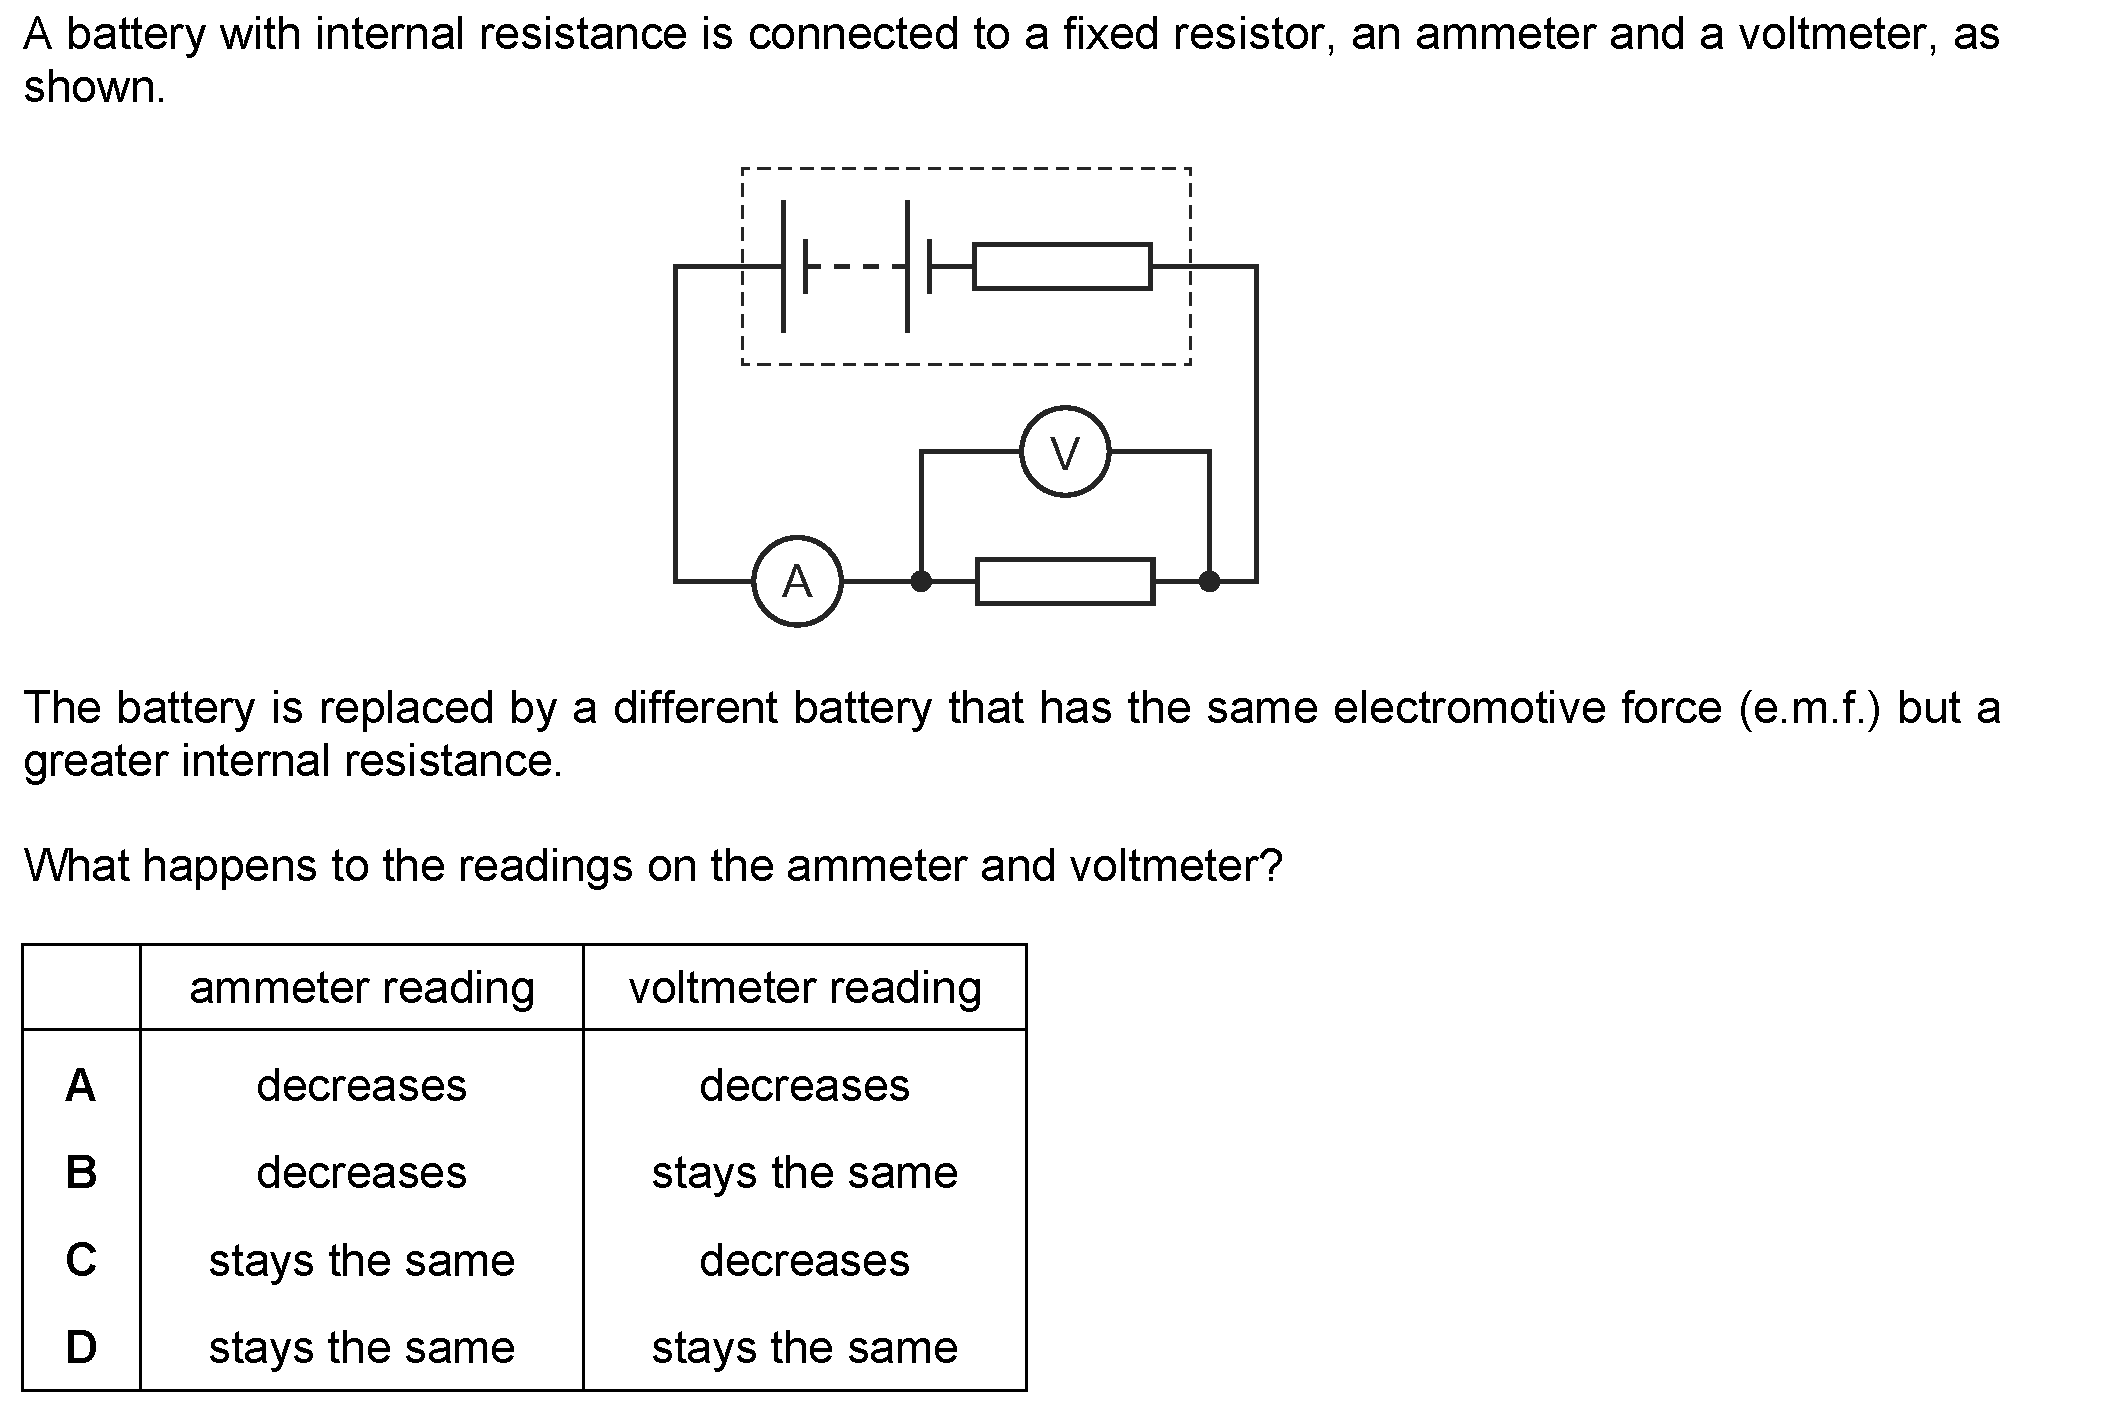 A battery with internal resistance is connected to a fixed resistor, an ammeter and a voltmeter, as
shown.
V
A
The battery is replaced by a different battery that has the same electromotive force (e.m.f.) but a
greater internal resistance.
What happens to the readings on the ammeter and voltmeter?
ammeter reading voltmeter reading
A decreases decreases
B decreases stays the same
C stays the same decreases
D stays the same stays the same